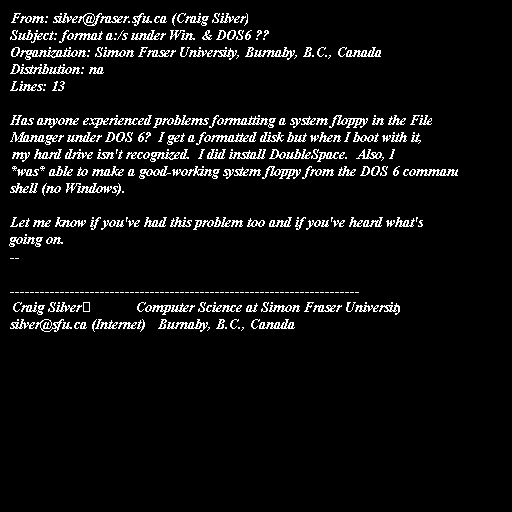 From: silver@fraser.sfu.ca (Craig Silver)
Subject: format a:/s under Win. & DOS6 ??
Organization: Simon Fraser University, Burnaby, B.C., Canada
Distribution: na
Lines: 13

Has anyone experienced problems formatting a system floppy in the File
Manager under DOS 6?  I get a formatted disk but when I boot with it,
my hard drive isn't recognized.  I did install DoubleSpace.  Also, I
*was* able to make a good-working system floppy from the DOS 6 comman
shell (no Windows).

Let me know if you've had this problem too and if you've heard what's
going on.
--

----------------------------------------------------------------------
Craig Silver          Computer Science at Simon Fraser University
silver@sfu.ca (Internet)   Burnaby, B.C., Canada